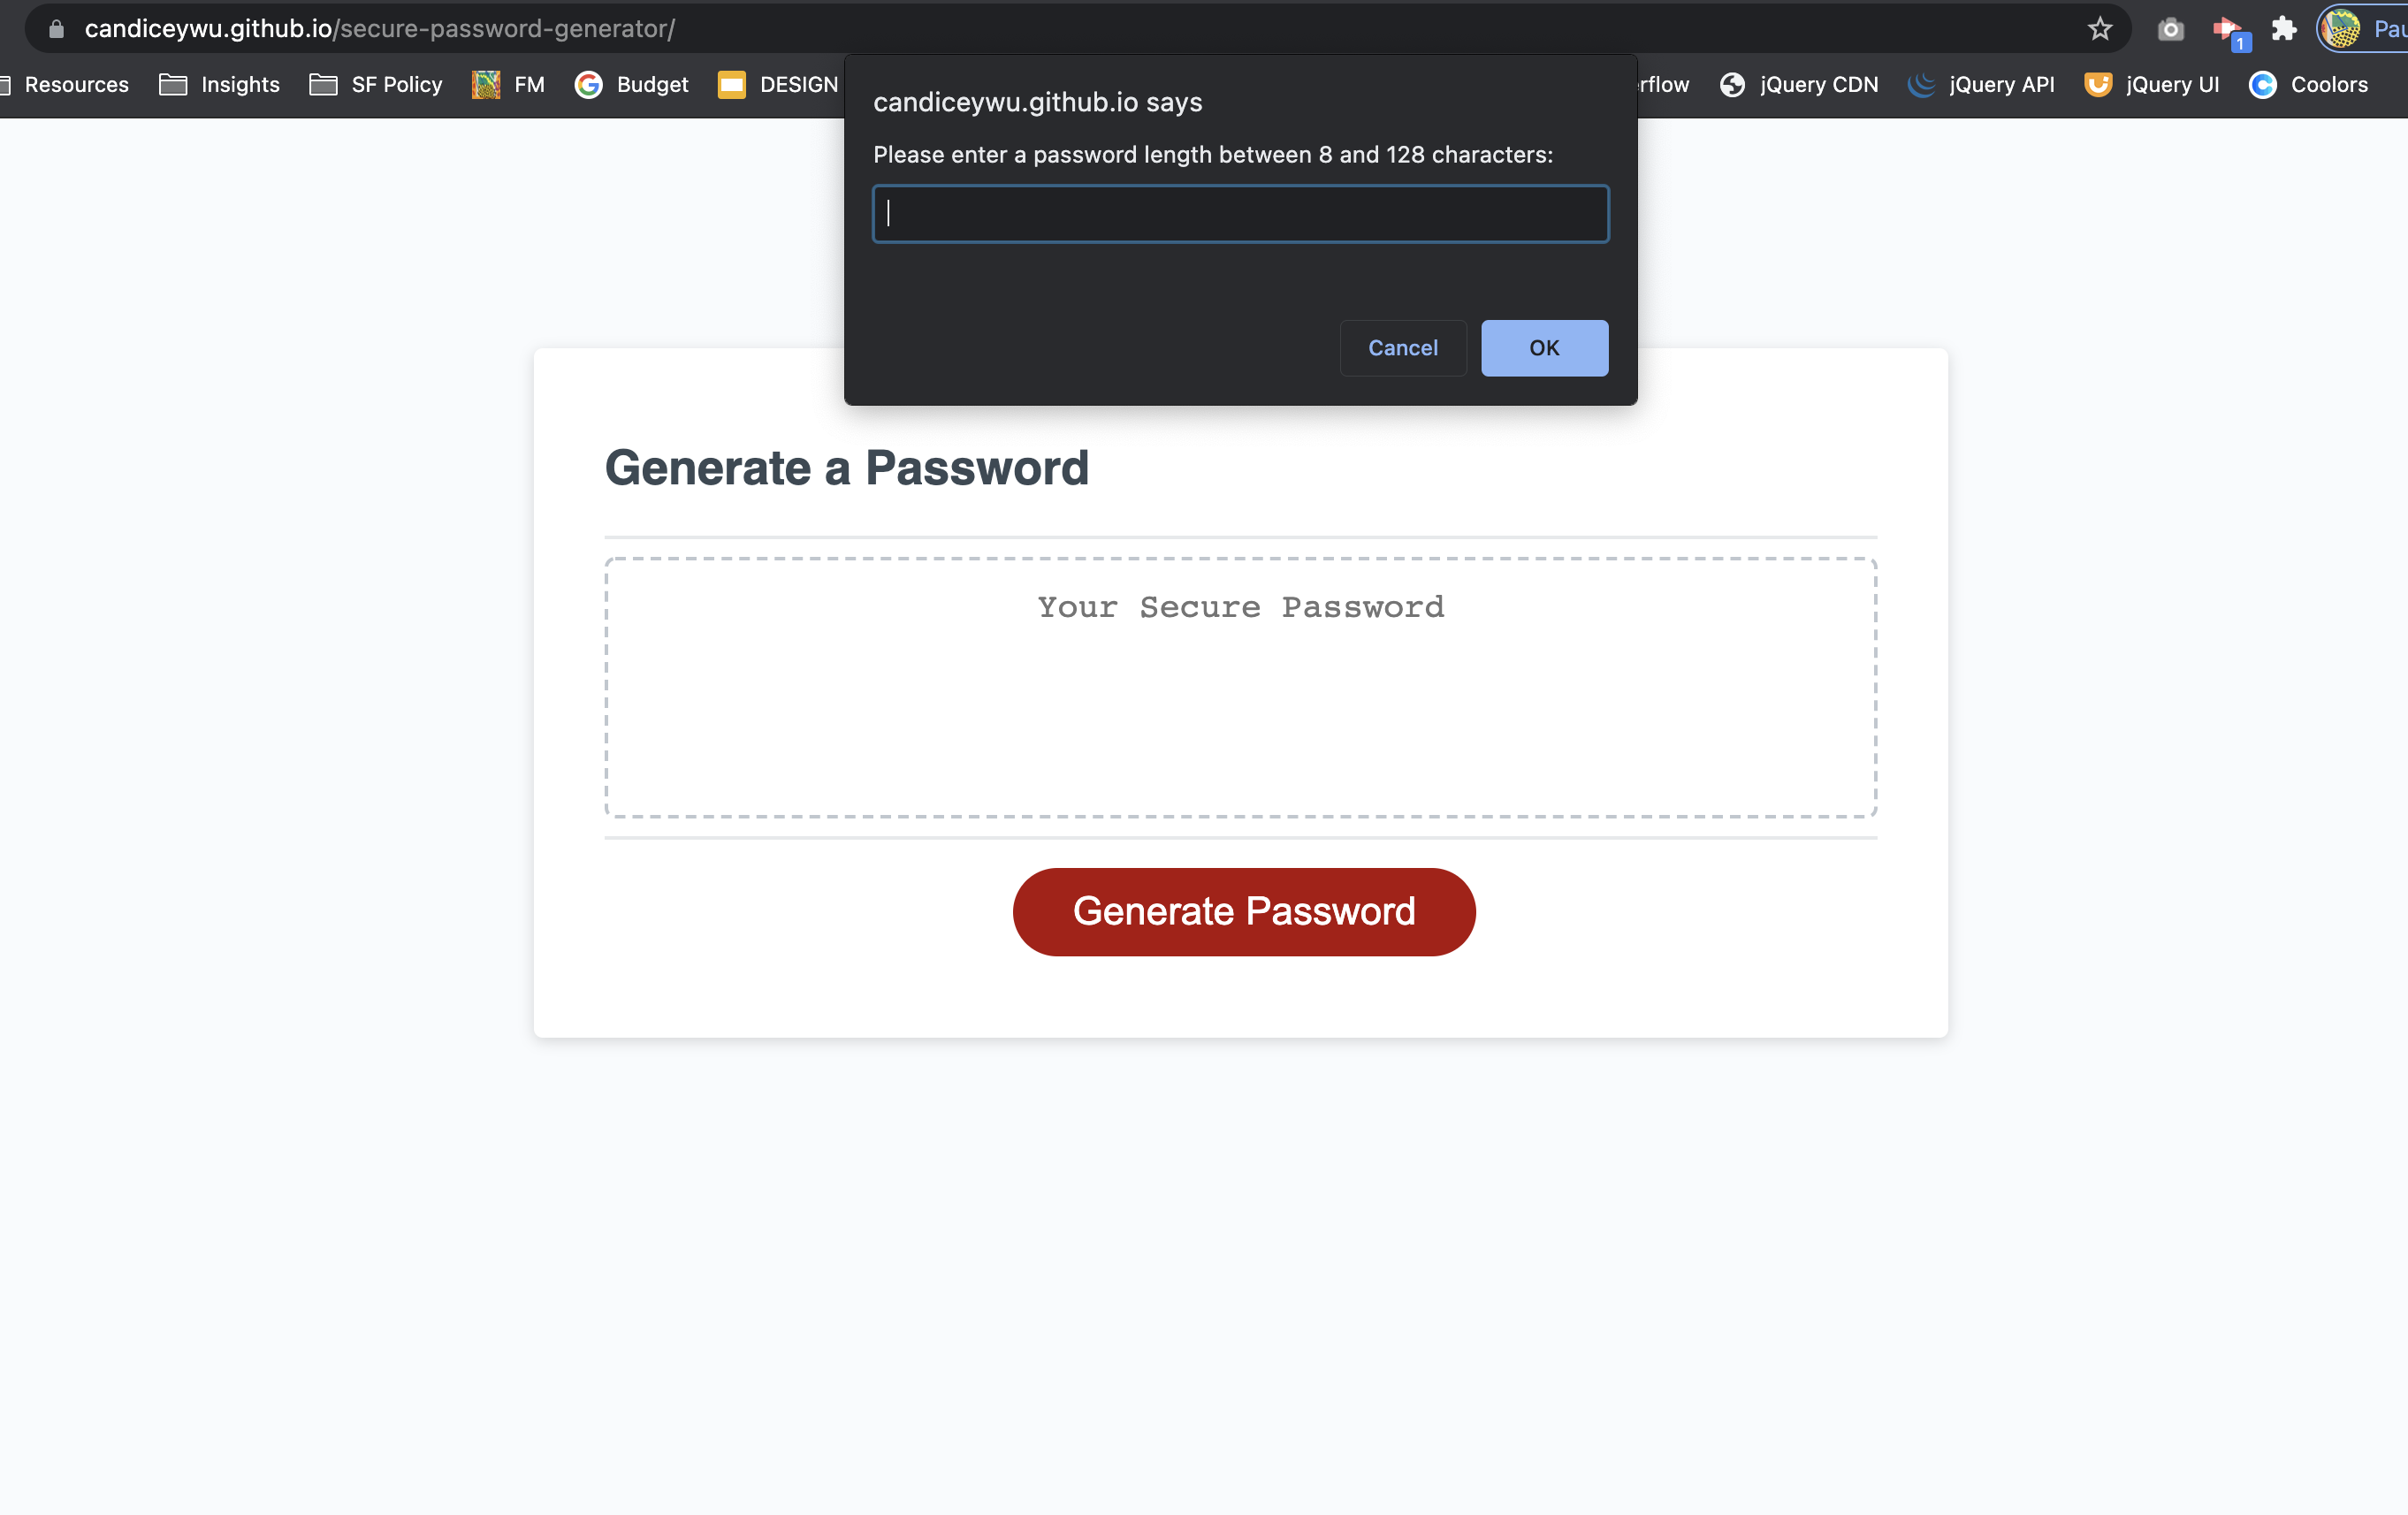 candiceywu.github.io/secure-password-generator/
1
Resources Insights SF Policy FM Budget DESIGN jQuery CDN jQuery API jQuery UI Coolors
candiceywu.github.io says
Please enter a password length between 8 and 128 characters:
Cancel OK
Generate a Password
Your Secure Password
Generate Password